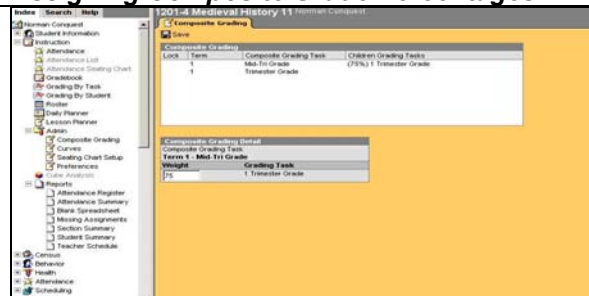 Index Search Help
Norman Conquest
Student Information
Instruction
Attendance
Attendance List
Attendance Seating Chart
Gradebook
Grading By Task
Grading By Student
Roster
Daily Planner
Lesson Planner
Admin
Composite Grading
Curves
Seating Chart Setup
Preferences
Cube Analysis
Reports
Attendance Register
Attendance Summary
Blank Spreadsheet
Missing Assignments
Section Summary
Student Summary
Teacher Schedule
Census
Behavior
Health
Attendance
Scheduling
1201-4 Medieval History 11 Norman Conquest
Composite Grading
Save
Composite Grading
Lock Term Composite Grading Task Children Grading Tasks
1 Mid-Tri Grade (75%) 1 Trimester Grade
1 Trimester Grade
Composite Grading Detail
Composite Grading Task
Term 1 - Mid-Tri Grade
Weight Grading Task
75 1 Trimester Grade